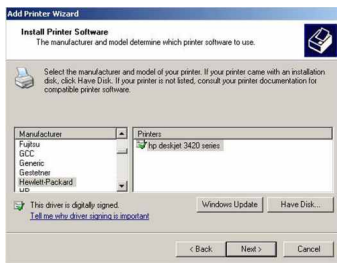 Add Printer Wizard
Install Printer Software
The manufacturer and model determine which printer software to use.
Select the manufacturer and model of your printer. If your printer came with an installation
disk, click Have Disk. If your printer is not listed, consult your printer documentation for
compatible printer software.
Manufacturer
Fujitsu
GCC
Generic
Gestetner
Hewlett-Packard
HP
Printers
hp deskjet 3420 series
This driver is digitally signed.
Tell me why driver signing is important
Windows Update
Have Disk...
< Back
Next >
Cancel